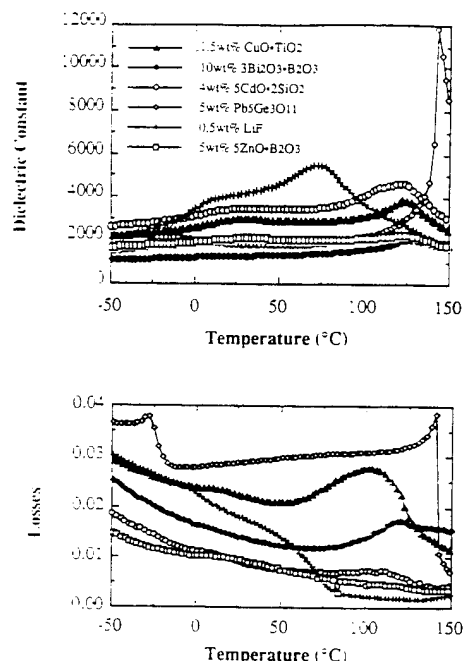 12000
10000
8000
6000
4000
2000
0
Dielectric Constant
1.5wt% CuO•TiO2
10wt% 3Bi2O3•B2O3
4wt% 5CdO•2SiO2
5wt% Pb5Ge3O11
0.5wt% LiF
5wt% 5ZnO•B2O3
-50 0 50 100 150
Temperature (°C)
0.04
0.03
0.02
0.01
0.00
Losses
-50 0 50 100 150
Temperature (°C)